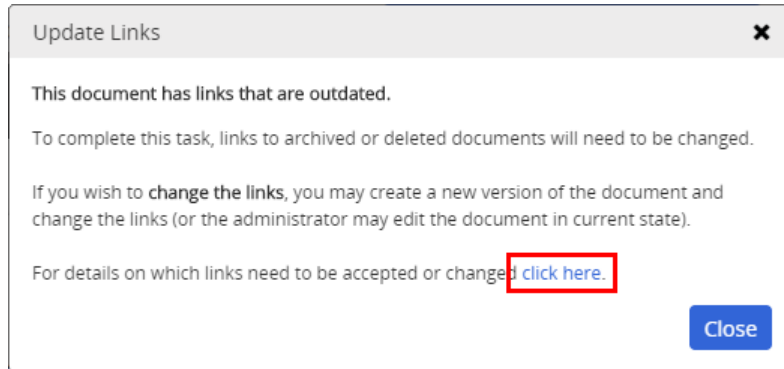 Update Links
This document has links that are outdated.
To complete this task, links to archived or deleted documents will need to be changed.
If you wish to change the links, you may create a new version of the document and
change the links (or the administrator may edit the document in current state).
For details on which links need to be accepted or changed click here.
Close